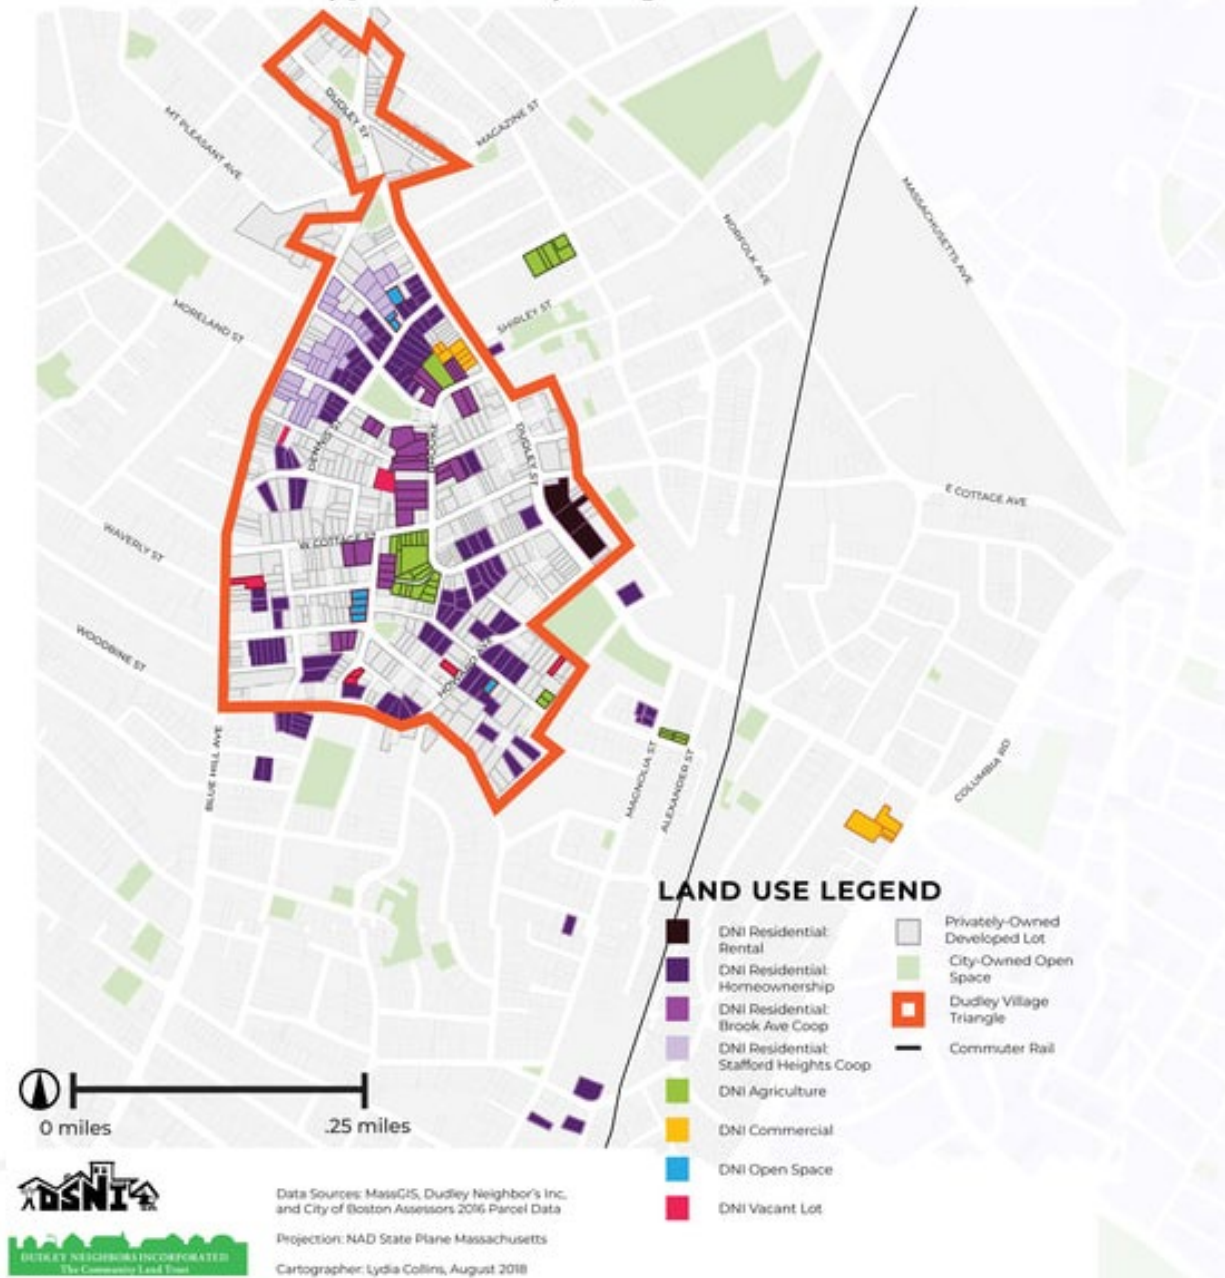 DUDLEY ST
MAGAZINE ST
MT PLEASANT AVE
MASSACHUSETTS AVE
NORFOLK AVE
MORELAND ST
SHIRLEY ST
DENNIS ST
DUDLEY ST
E COTTAGE AVE
WAVERLY ST
W COTTAGE ST
WOODBINE ST
HOWARD AVE
BLUE HILL AVE
MAGNOLIA ST
ALEXANDER ST
COLUMBIA RD
LAND USE LEGEND
DNI Residential:
Rental
DNI Residential:
Homeownership
DNI Residential:
Brook Ave Coop
DNI Residential:
Stafford Heights Coop
DNI Agriculture
DNI Commercial
DNI Open Space
DNI Vacant Lot
Privately-Owned
Developed Lot
City-Owned Open
Space
Dudley Village
Triangle
Commuter Rail
0 miles
.25 miles
DSNI
DUDLEY NEIGHBORS INCORPORATED
The Community Land Trust
Data Sources: MassGIS, Dudley Neighbor's Inc,
and City of Boston Assessors 2016 Parcel Data
Projection: NAD State Plane Massachusetts
Cartographer: Lydia Collins, August 2018